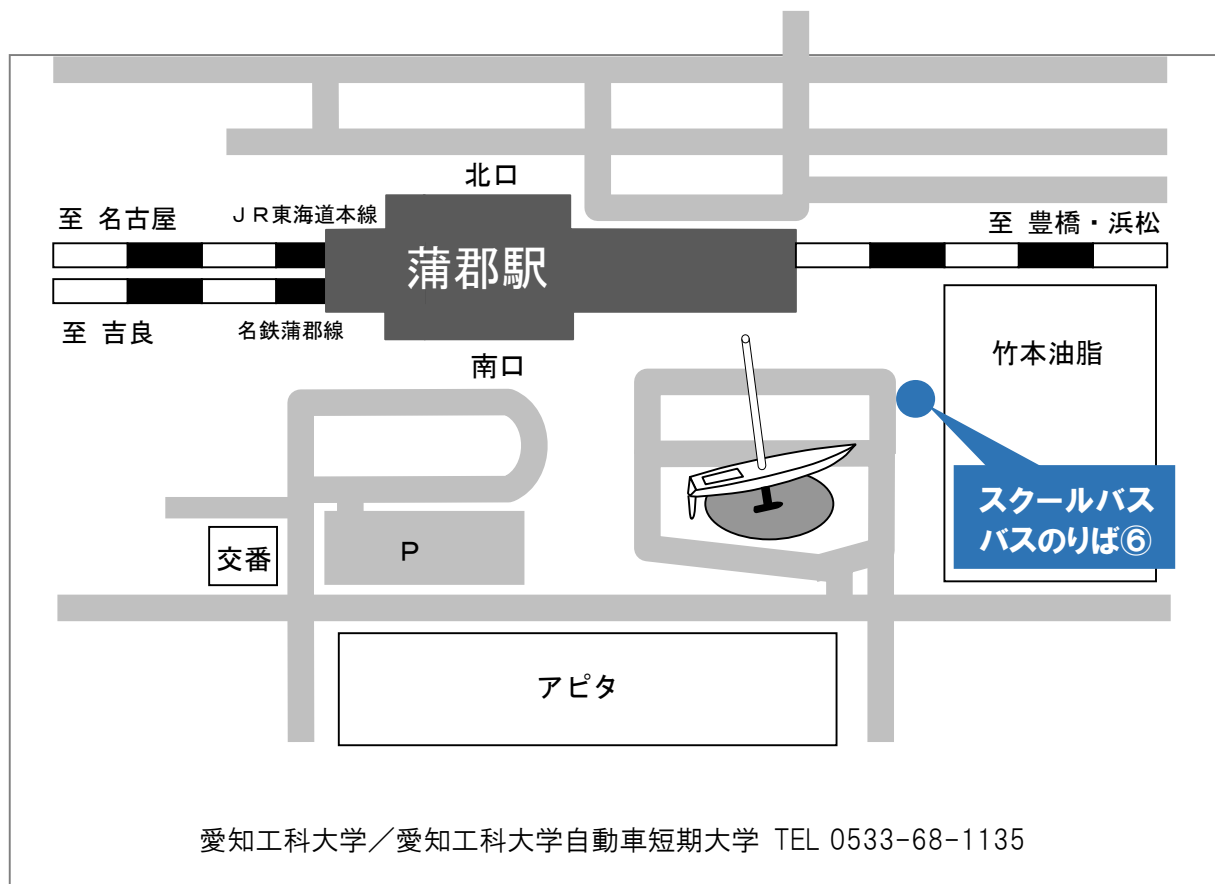 北口
至 名古屋
ＪＲ東海道本線
至 豊橋・浜松
蒲郡駅
至 吉良
名鉄蒲郡線
南口
竹本油脂
スクールバス
バスのりば⑥
交番
Ｐ
アピタ
愛知工科大学／愛知工科大学自動車短期大学 TEL 0533-68-1135